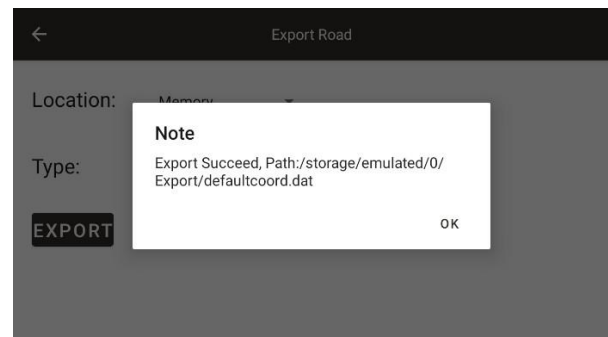 Export Road
Location:
Memory
Note
Export Succeed, Path:/storage/emulated/0/
Export/defaultcoord.dat
Type:
OK
EXPORT